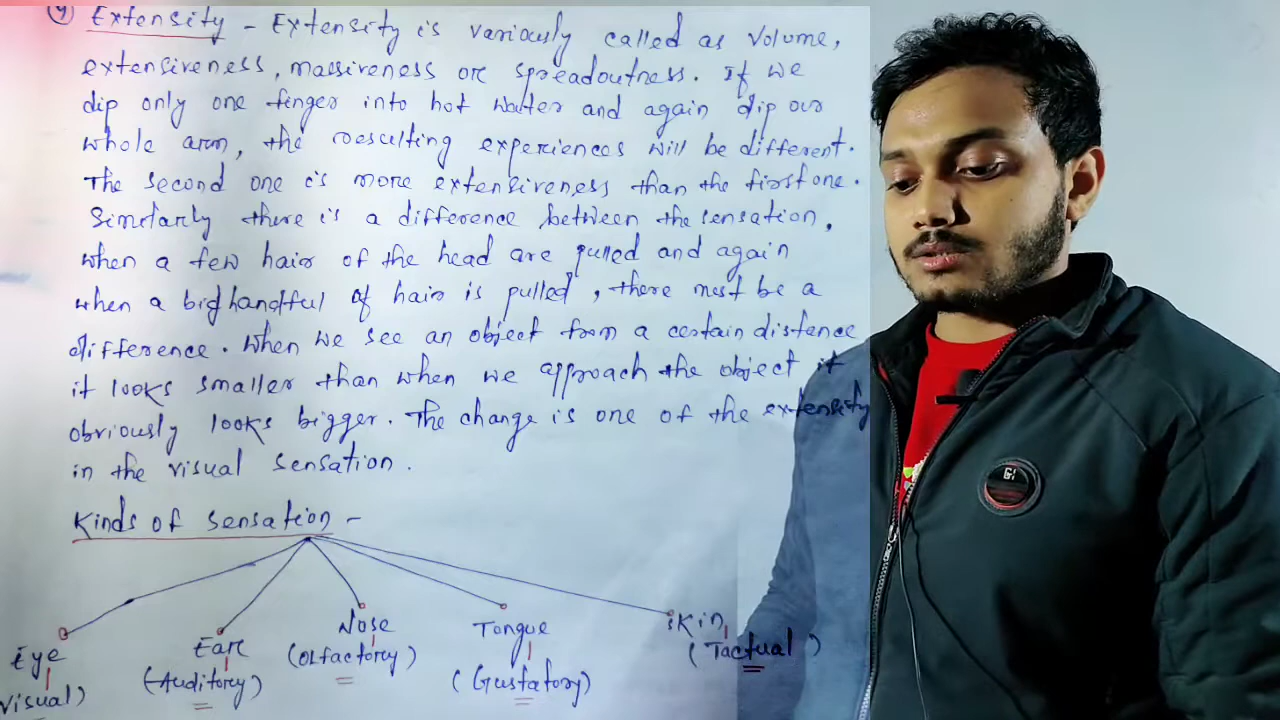 ④ Extensity - Extensity is variously called as volume,
extensiveness, massiveness or spreadoutness. If we
dip only one finger into hot water and again dip our
whole arm, the resulting experiences will be different.
The second one is more extensiveness than the first one.
Similarly there is a difference between the sensation,
when a few hair of the head are pulled and again
when a big handful of hair is pulled, there must be a
difference. When we see an object from a certain distence
it looks smaller than when we approach the object it
obviously looks bigger. The change is one of the extensity
in the visual sensation.
Kinds of Sensation -
Eye Ear Nose Tongue Skin
(Visual) (Auditory) (Olfactory) (Gustatory) (Tactual)